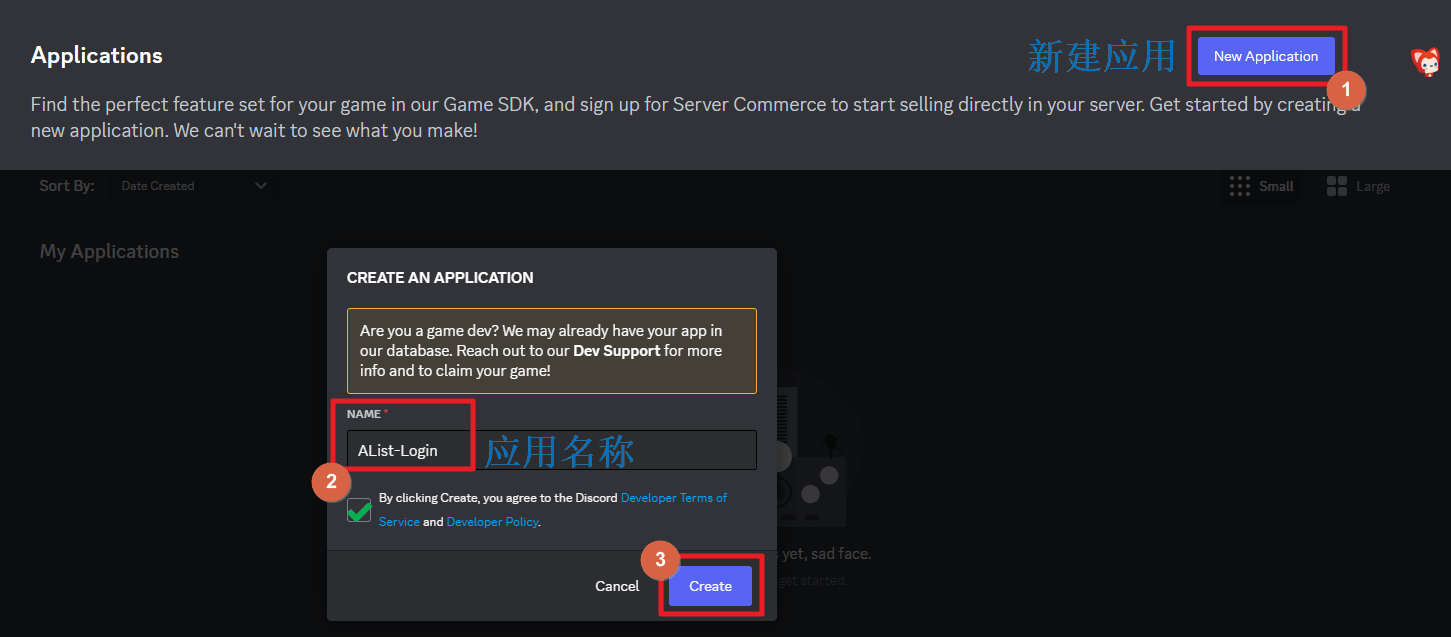 Applications
新建应用
New Application
1
Find the perfect feature set for your game in our Game SDK, and sign up for Server Commerce to start selling directly in your server. Get started by creating a
new application. We can't wait to see what you make!
Sort By:
Date Created
Small
Large
My Applications
CREATE AN APPLICATION
Are you a game dev? We may already have your app in
our database. Reach out to our Dev Support for more
info and to claim your game!
NAME *
AList-Login
应用名称
2
By clicking Create, you agree to the Discord Developer Terms of
Service and Developer Policy.
yet, sad face.
3
Cancel
Create
get started.